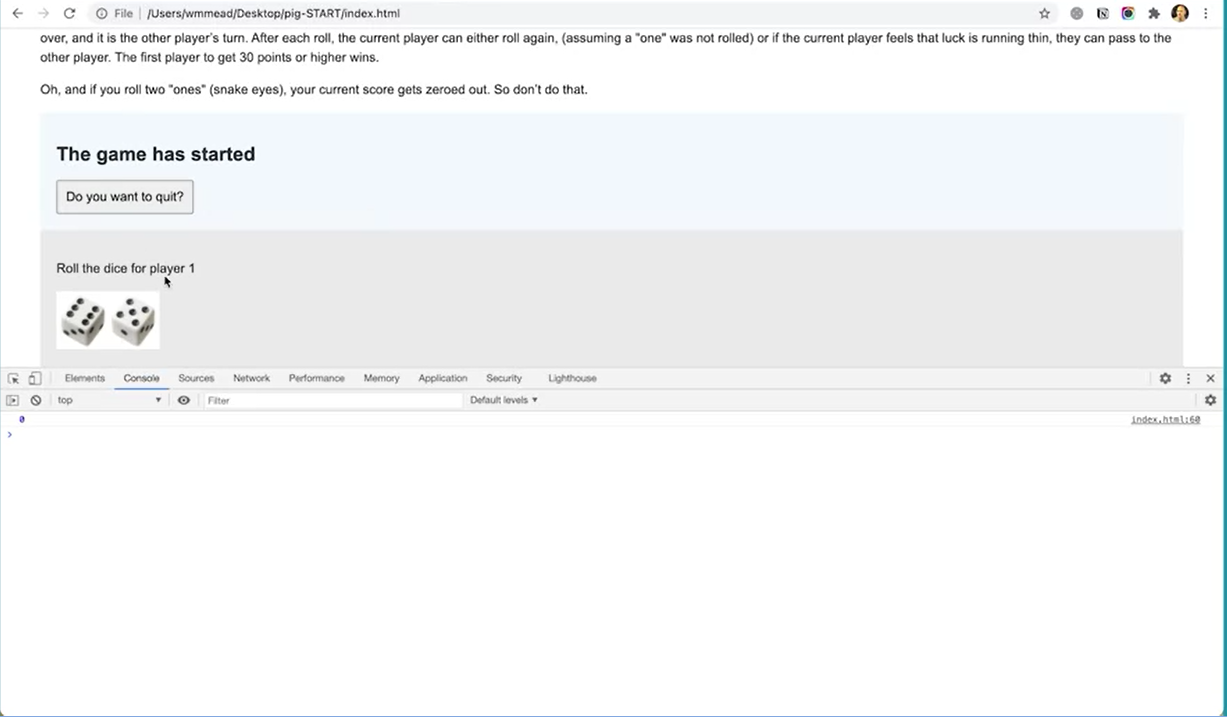 File | /Users/wmmead/Desktop/pig-START/index.html
over, and it is the other player's turn. After each roll, the current player can either roll again, (assuming a "one" was not rolled) or if the current player feels that luck is running thin, they can pass to the
other player. The first player to get 30 points or higher wins.
Oh, and if you roll two "ones" (snake eyes), your current score gets zeroed out. So don't do that.
The game has started
Do you want to quit?
Roll the dice for player 1
Elements Console Sources Network Performance Memory Application Security Lighthouse
top Filter Default levels
0 index.html:60